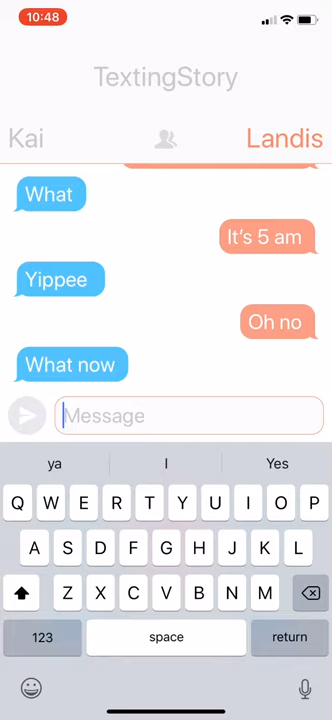 10:48
TextingStory
Kai Landis
What
It's 5 am
Yippee
Oh no
What now
Message
ya I Yes
Q W E R T Y U I O P
A S D F G H J K L
Z X C V B N M
123 space return